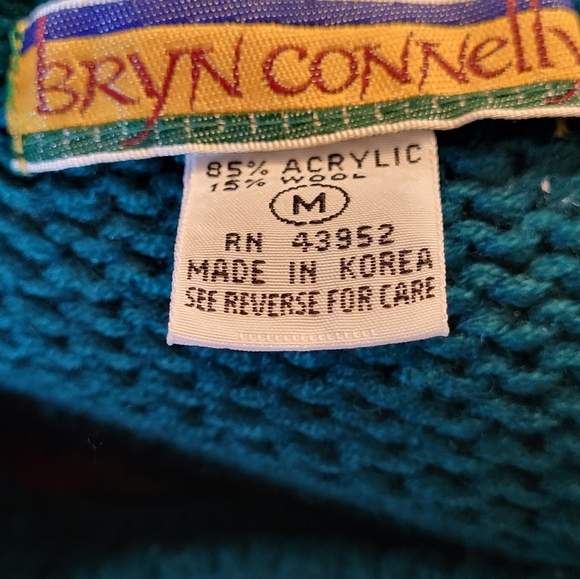 BRYN CONNElly
85% ACRYLIC
15% WOOL
M
RN 43952
MADE IN KOREA
SEE REVERSE FOR CARE